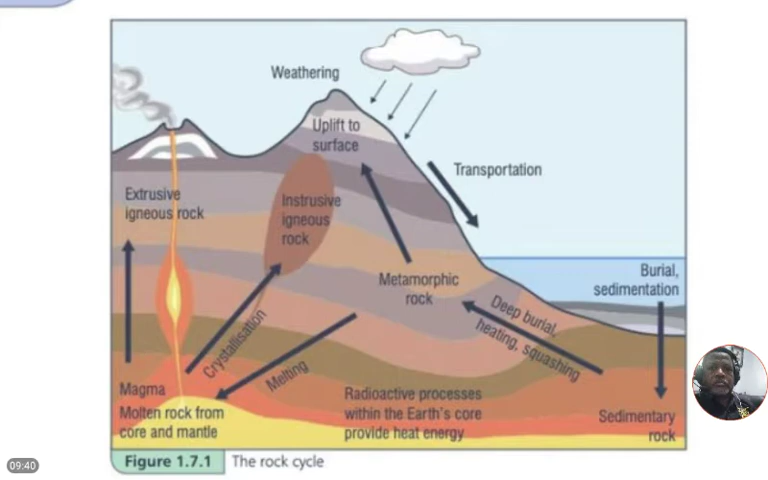 Weathering
Uplift to
surface
Transportation
Extrusive
igneous rock
Instrusive
igneous
rock
Burial,
sedimentation
Metamorphic
rock
Deep burial,
heating, squashing
Crystallisation
Melting
Magma
Molten rock from
core and mantle
Radioactive processes
within the Earth's core
provide heat energy
Sedimentary
rock
09:40
Figure 1.7.1 The rock cycle